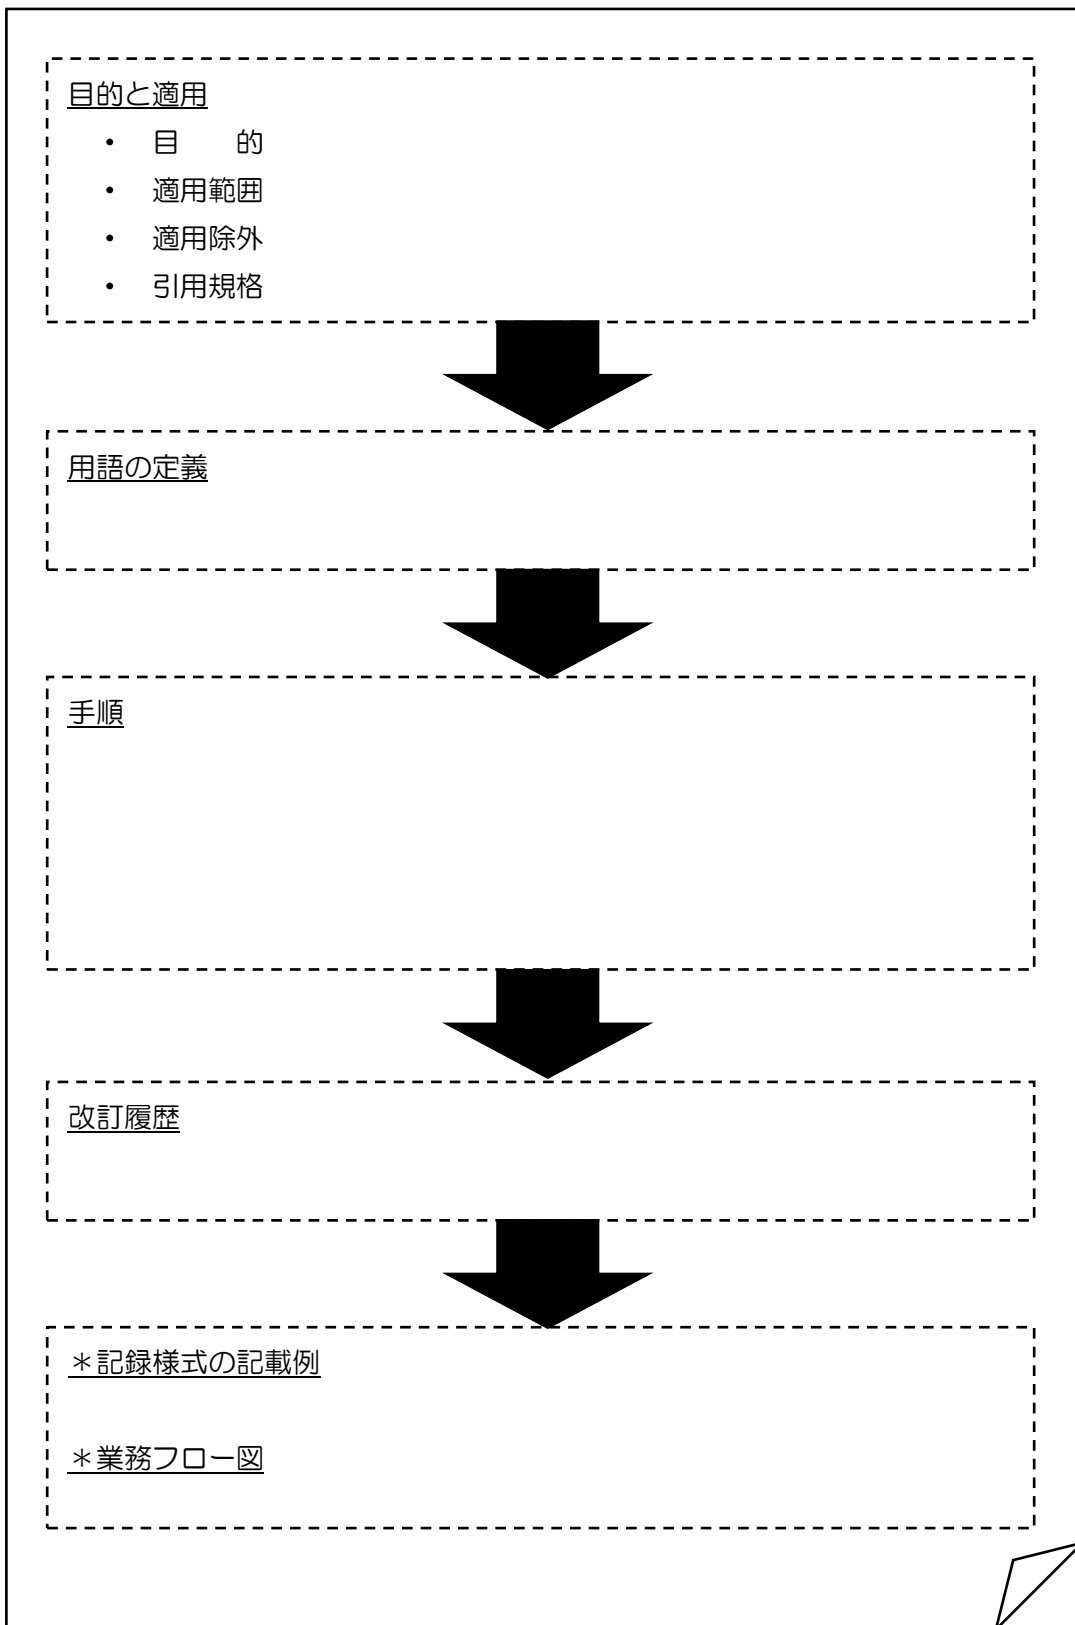 目的と適用
・ 目　　的
・ 適用範囲
・ 適用除外
・ 引用規格
用語の定義
手順
改訂履歴
＊記録様式の記載例
＊業務フロー図